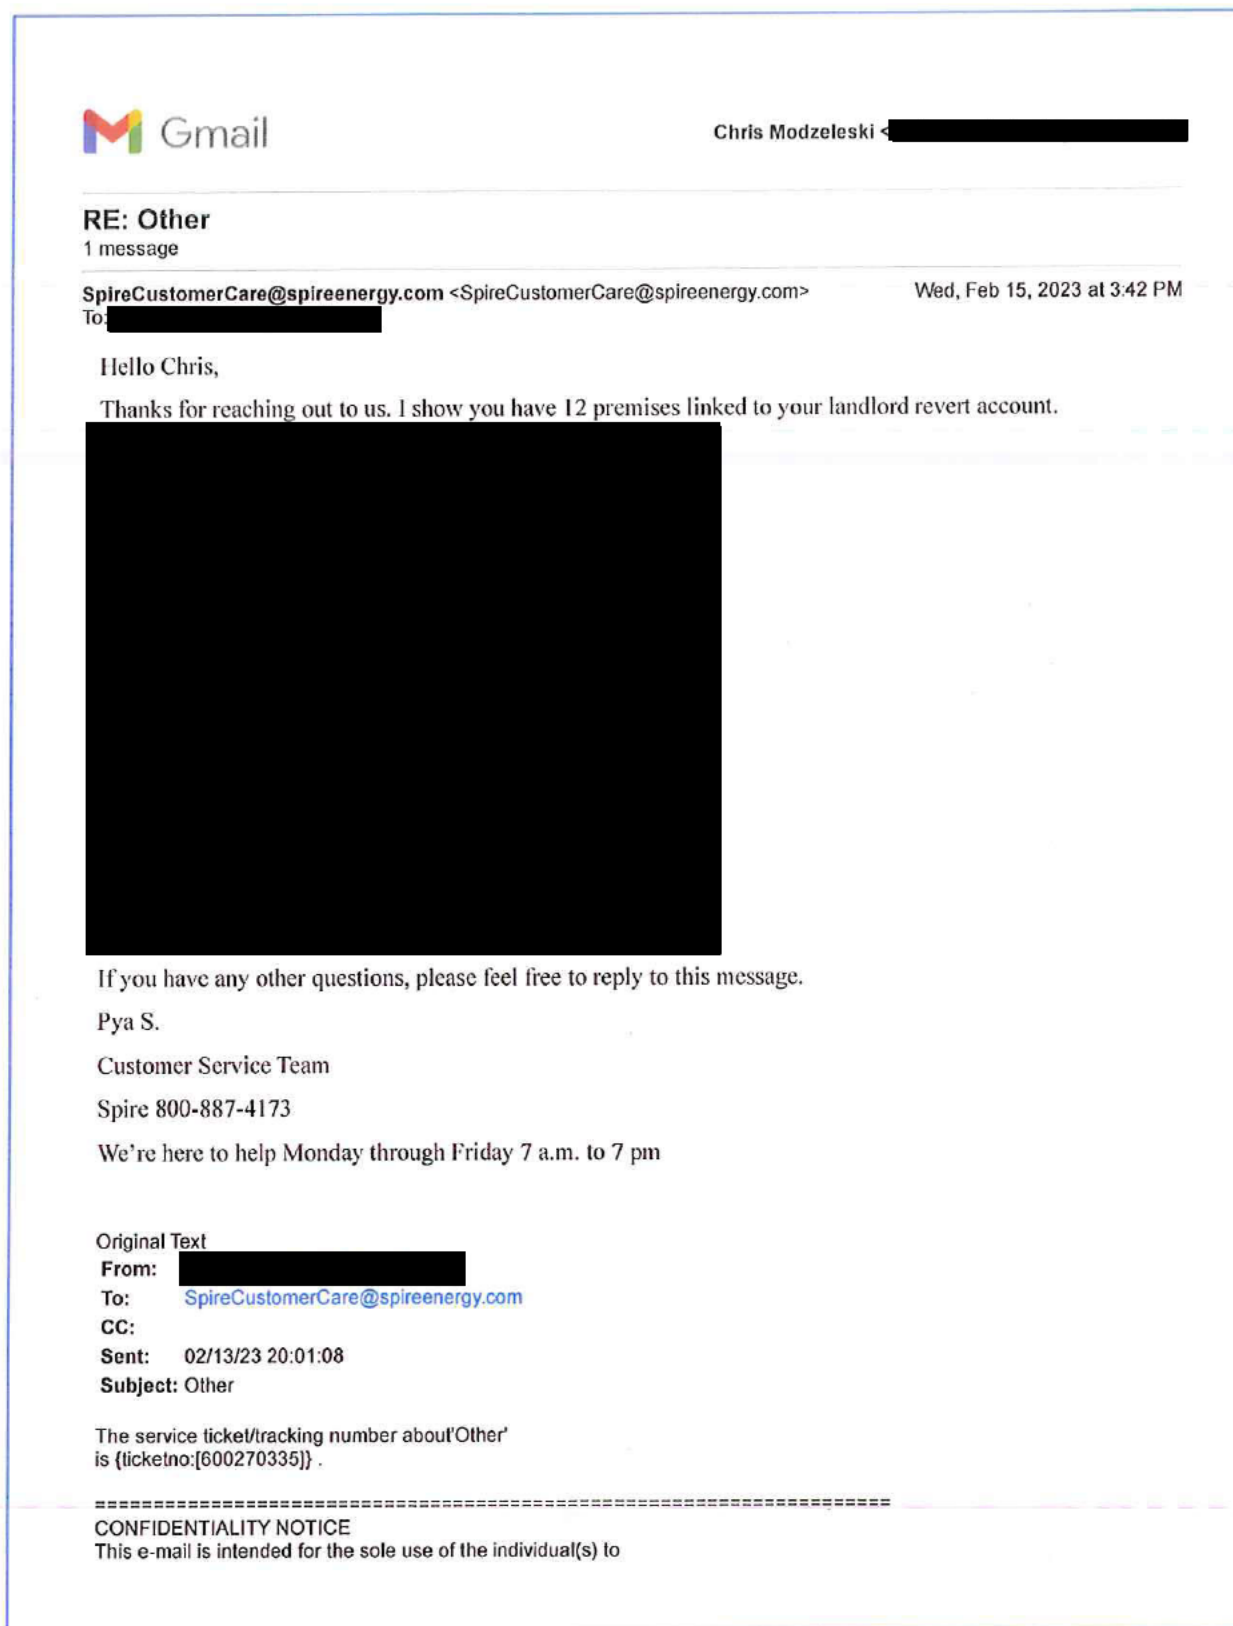 Gmail
Chris Modzeleski <
RE: Other
1 message
SpireCustomerCare@spireenergy.com <SpireCustomerCare@spireenergy.com>
Wed, Feb 15, 2023 at 3:42 PM
To:
Hello Chris,
Thanks for reaching out to us. I show you have 12 premises linked to your landlord revert account.
If you have any other questions, please feel free to reply to this message.
Pya S.
Customer Service Team
Spire 800-887-4173
We're here to help Monday through Friday 7 a.m. to 7 pm
Original Text
From:
To: SpireCustomerCare@spireenergy.com
CC:
Sent: 02/13/23 20:01:08
Subject: Other
The service ticket/tracking number about'Other'
is {ticketno:[600270335]} .
====================================================================
CONFIDENTIALITY NOTICE
This e-mail is intended for the sole use of the individual(s) to